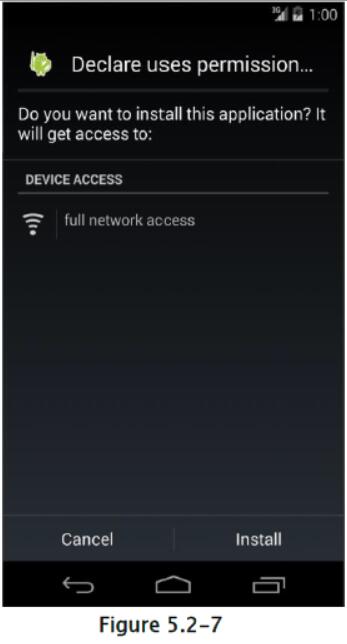 3G 1:00
Declare uses permission...
Do you want to install this application? It
will get access to:
DEVICE ACCESS
full network access
Cancel Install
Figure 5.2-7